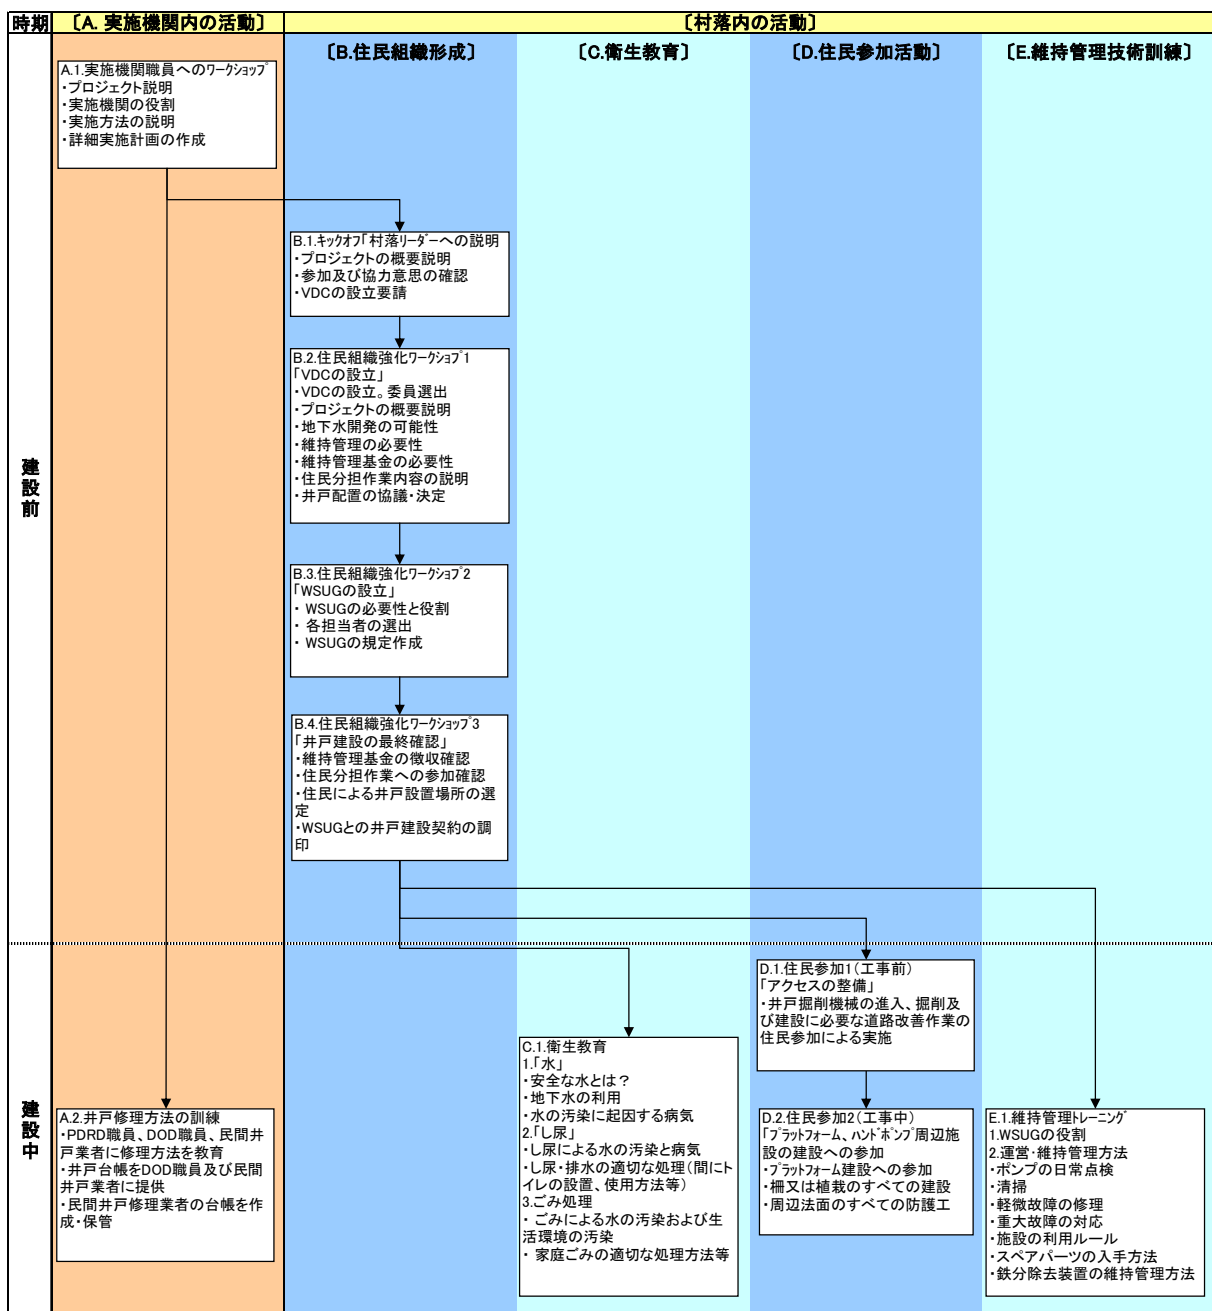 時期
〔A. 実施機関内の活動〕
〔村落内の活動〕
〔B.住民組織形成〕
〔C.衛生教育〕
〔D.住民参加活動〕
〔E.維持管理技術訓練〕
建設前
A.1.実施機関職員へのワークショップ
・プロジェクト説明
・実施機関の役割
・実施方法の説明
・詳細実施計画の作成
B.1.キックオフ「村落リーダーへの説明
・プロジェクトの概要説明
・参加及び協力意思の確認
・VDCの設立要請
B.2.住民組織強化ワークショプ1
「VDCの設立」
・VDCの設立。委員選出
・プロジェクトの概要説明
・地下水開発の可能性
・維持管理の必要性
・維持管理基金の必要性
・住民分担作業内容の説明
・井戸配置の協議・決定
B.3.住民組織強化ワークショプ2
「WSUGの設立」
・ WSUGの必要性と役割
・ 各担当者の選出
・ WSUGの規定作成
B.4.住民組織強化ワークショップ3
「井戸建設の最終確認」
・維持管理基金の徴収確認
・住民分担作業への参加確認
・住民による井戸設置場所の選
定
・WSUGとの井戸建設契約の調
印
建設中
A.2.井戸修理方法の訓練
・PDRD職員、DOD職員、民間井
戸業者に修理方法を教育
・井戸台帳をDOD職員及び民間
井戸業者に提供
・民間井戸修理業者の台帳を作
成・保管
C.1.衛生教育
1.「水」
・安全な水とは？
・地下水の利用
・水の汚染に起因する病気
2.「し尿」
・し尿による水の汚染と病気
・し尿・排水の適切な処理（間にト
イレの設置、使用方法等）
3.ごみ処理
・ ごみによる水の汚染および生
活環境の汚染
・ 家庭ごみの適切な処理方法等
D.1.住民参加1（工事前）
「アクセスの整備」
・井戸掘削機械の進入、掘削及
び建設に必要な道路改善作業の
住民参加による実施
D.2.住民参加2（工事中）
「プラットフォーム、ハンドポンプ周辺施
設の建設への参加
・プラットフォーム建設への参加
・柵又は植栽のすべての建設
・周辺法面のすべての防護工
E.1.維持管理トレーニング
1.WSUGの役割
2.運営・維持管理方法
・ポンプの日常点検
・清掃
・軽微故障の修理
・重大故障の対応
・施設の利用ルール
・スペアパーツの入手方法
・鉄分除去装置の維持管理方法